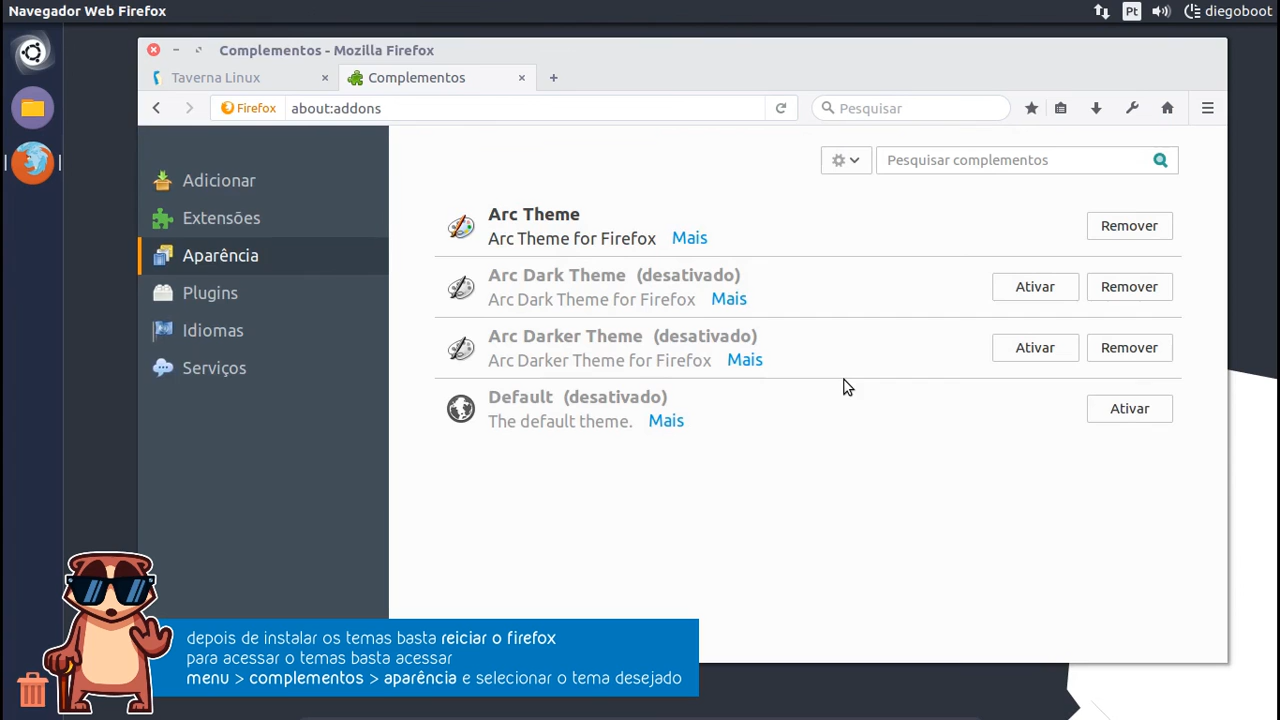 Navegador Web Firefox
Pt
diegoboot
Complementos - Mozilla Firefox
Taverna Linux
Complementos
Firefox
about:addons
Pesquisar
Pesquisar complementos
Adicionar
Extensões
Aparência
Plugins
Idiomas
Serviços
Arc Theme
Arc Theme for Firefox Mais
Remover
Arc Dark Theme (desativado)
Arc Dark Theme for Firefox Mais
Ativar
Remover
Arc Darker Theme (desativado)
Arc Darker Theme for Firefox Mais
Ativar
Remover
Default (desativado)
The default theme. Mais
Ativar
depois de instalar os temas basta reiciar o firefox
para acessar o temas basta acessar
menu > complementos > aparência e selecionar o tema desejado